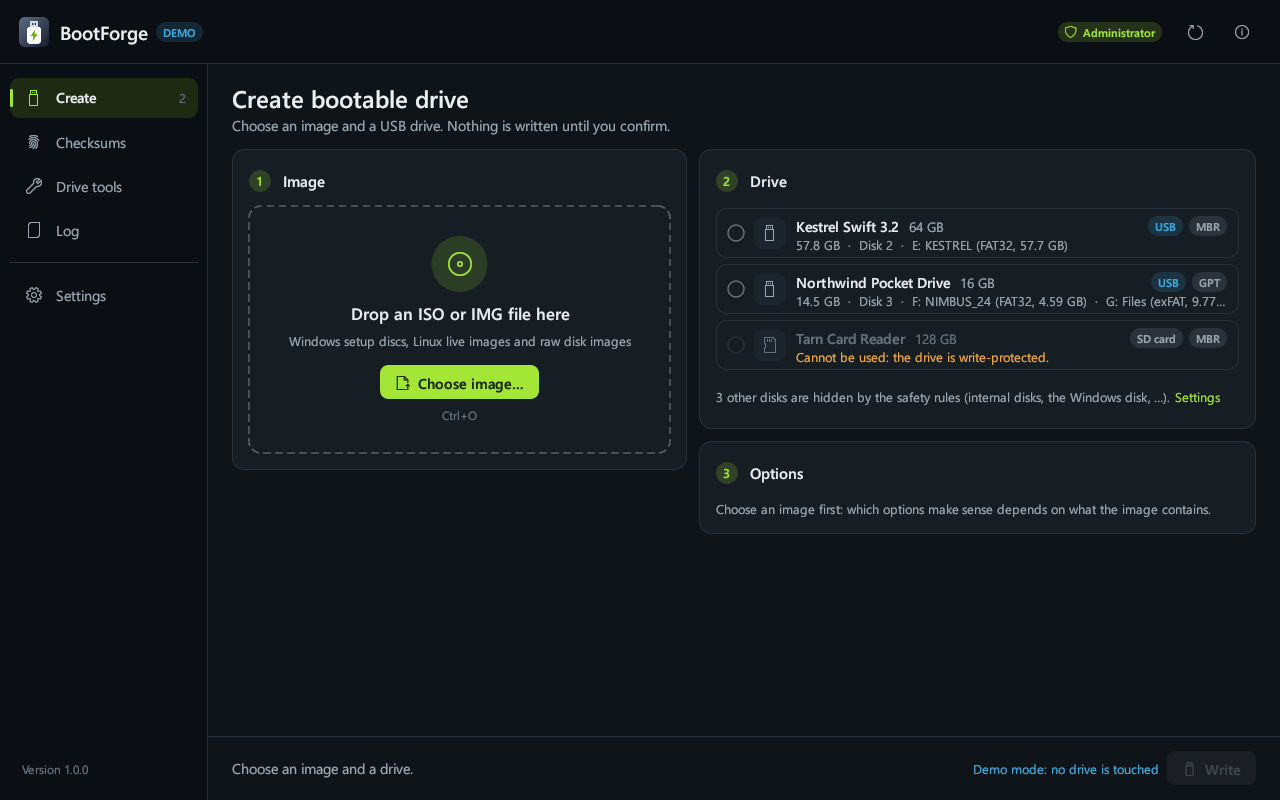 BootForge DEMO
Administrator
Create 2
Checksums
Drive tools
Log
Settings
Version 1.0.0
Create bootable drive
Choose an image and a USB drive. Nothing is written until you confirm.
1 Image
Drop an ISO or IMG file here
Windows setup discs, Linux live images and raw disk images
Choose image...
Ctrl+O
2 Drive
Kestrel Swift 3.2 64 GB USB MBR
57.8 GB · Disk 2 · E: KESTREL (FAT32, 57.7 GB)
Northwind Pocket Drive 16 GB USB GPT
14.5 GB · Disk 3 · F: NIMBUS_24 (FAT32, 4.59 GB) · G: Files (exFAT, 9.77...
Tarn Card Reader 128 GB SD card MBR
Cannot be used: the drive is write-protected.
3 other disks are hidden by the safety rules (internal disks, the Windows disk, ...). Settings
3 Options
Choose an image first: which options make sense depends on what the image contains.
Choose an image and a drive.
Demo mode: no drive is touched
Write